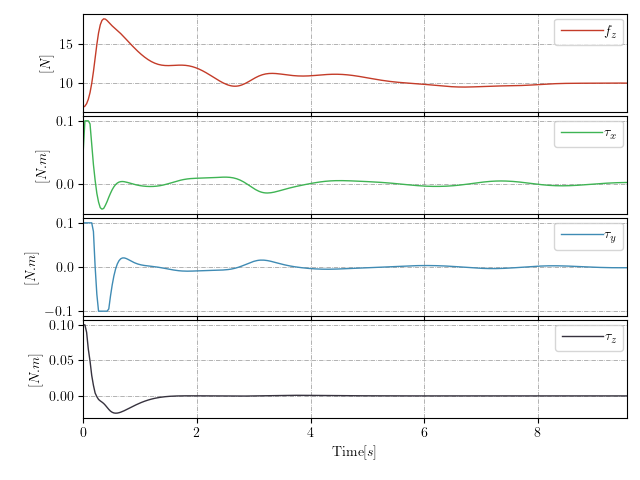 [N]
15
10
f_z
[N.m]
0.1
0.0
τ_x
[N.m]
0.1
0.0
−0.1
τ_y
[N.m]
0.10
0.05
0.00
τ_z
0 2 4 6 8
Time[s]